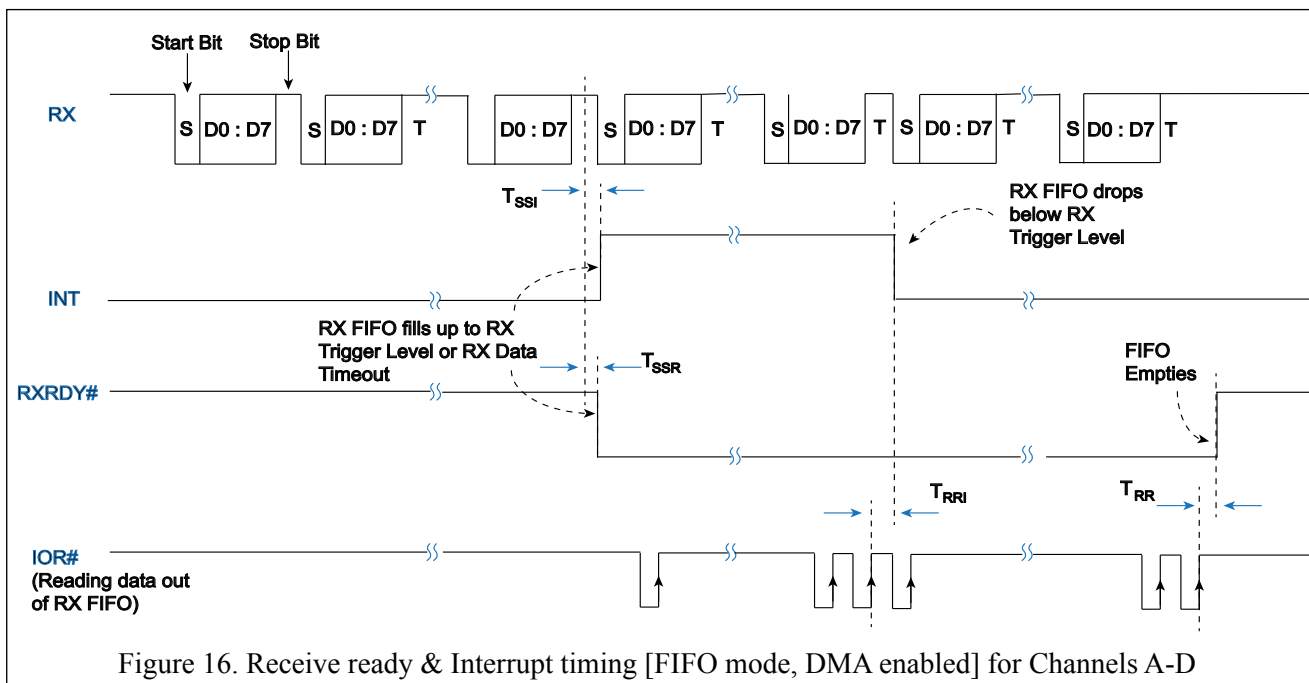 Start Bit
Stop Bit
RX
S D0 : D7 S D0 : D7 T D0 : D7 S D0 : D7 T S D0 : D7 T S D0 : D7 T S D0 : D7 T
TSSI
RX FIFO drops
below RX
Trigger Level
INT
RX FIFO fills up to RX
Trigger Level or RX Data
Timeout
TSSR
FIFO
Empties
RXRDY#
TRRI
TRR
IOR#
(Reading data out
of RX FIFO)
Figure 16. Receive ready & Interrupt timing [FIFO mode, DMA enabled] for Channels A-D